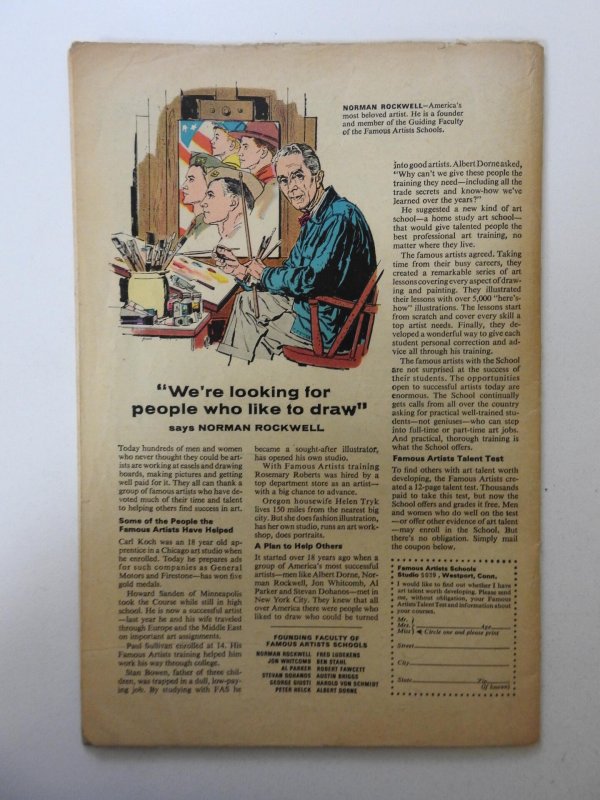 NORMAN ROCKWELL—America's
most beloved artist. He is a founder
and member of the Guiding Faculty
of the Famous Artists Schools.
"We're looking for
people who like to draw"
says NORMAN ROCKWELL
Today hundreds of men and women
who never thought they could be art-
ists are working at easels and drawing
boards, making pictures and getting
well paid for it. They all can thank a
group of famous artists who have de-
voted much of their time and talent
to helping others find success in art.
Some of the People the
Famous Artists Have Helped
Carl Koch was an 18 year old ap-
prentice in a Chicago art studio when
he enrolled. Today he prepares ads
for such companies as General
Motors and Firestone—has won five
gold medals.
Howard Sanden of Minneapolis
took the Course while still in high
school. He is now a successful artist
—last year he and his wife traveled
through Europe and the Middle East
on important art assignments.
Paul Sullivan enrolled at 14. His
Famous Artists training helped him
work his way through college.
Stan Bowen, father of three chil-
dren, was trapped in a dull, low-pay-
ing job. By studying with FAS he
became a sought-after illustrator,
has opened his own studio.
With Famous Artists training
Rosemary Roberts was hired by a
top department store as an artist—
with a big chance to advance.
Oregon housewife Helen Tryk
lives 150 miles from the nearest big
city. But she does fashion illustration,
has her own studio, runs an art work-
shop, does portraits.
A Plan to Help Others
It started over 18 years ago when a
group of America's most successful
artists—men like Albert Dorne, Nor-
man Rockwell, Jon Whitcomb, Al
Parker and Stevan Dohanos—met in
New York City. They knew that all
over America there were people who
liked to draw who could be turned
FOUNDING FACULTY OF
FAMOUS ARTISTS SCHOOLS
NORMAN ROCKWELL FRED LUDEKENS
JON WHITCOMB BEN STAHL
AL PARKER ROBERT FAWCETT
STEVAN DOHANOS AUSTIN BRIGGS
GEORGE GIUSTI HAROLD VON SCHMIDT
PETER HELCK ALBERT DORNE
into good artists. Albert Dorne asked,
"Why can't we give these people the
training they need—including all the
trade secrets and know-how we've
learned over the years?"
He suggested a new kind of art
school—a home study art school—
that would give talented people the
best professional art training, no
matter where they live.
The famous artists agreed. Taking
time from their busy careers, they
created a remarkable series of art
lessons covering every aspect of draw-
ing and painting. They illustrated
their lessons with over 5,000 "here's-
how" illustrations. The lessons start
from scratch and cover every skill a
top artist needs. Finally, they de-
veloped a wonderful way to give each
student personal correction and ad-
vice all through his training.
The famous artists with the School
are not surprised at the success of
their students. The opportunities
open to successful artists today are
enormous. The School continually
gets calls from all over the country
asking for practical well-trained stu-
dents—not geniuses—who can step
into full-time or part-time art jobs.
And practical, thorough training is
what the School offers.
Famous Artists Talent Test
To find others with art talent worth
developing, the Famous Artists cre-
ated a 12-page talent test. Thousands
paid to take this test, but now the
School offers and grades it free. Men
and women who do well on the test
—or offer other evidence of art talent
—may enroll in the School. But
there's no obligation. Simply mail
the coupon below.
Famous Artists Schools
Studio 5039, Westport, Conn.
I would like to find out whether I have
art talent worth developing. Please send
me, without obligation, your Famous
Artists Talent Test and information about
your courses.
Mr.
Mrs. Age
Miss Circle one and please print
Street
City
State Zip
(if known)